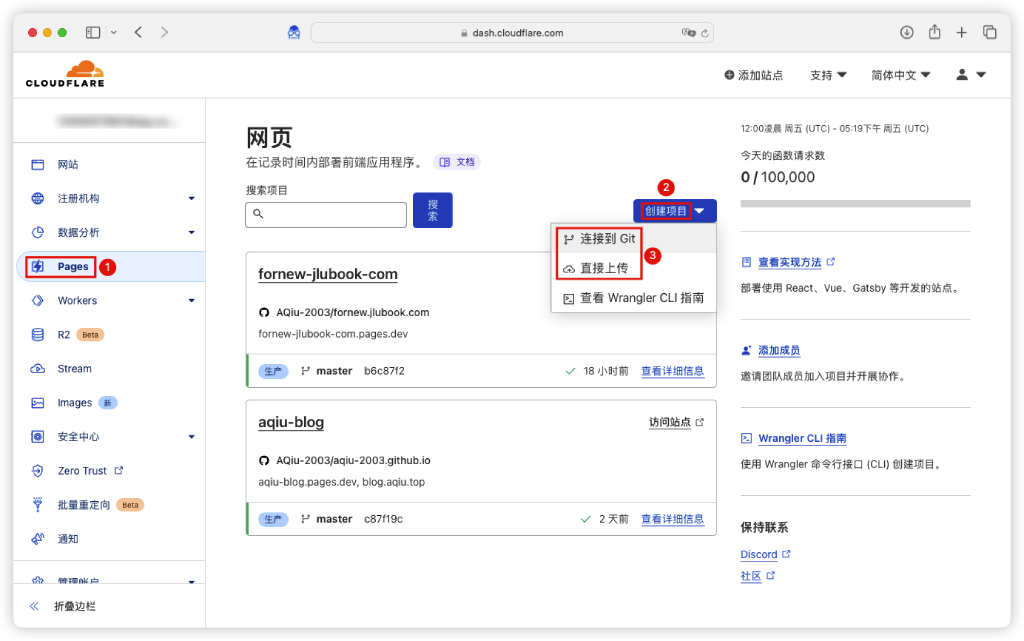 dash.cloudflare.com
CLOUDFLARE
添加站点
支持
简体中文
网站
注册机构
数据分析
Pages
1
Workers
R2 Beta
Stream
Images 新
安全中心
Zero Trust
批量重定向 Beta
通知
管理帐户
折叠边栏
网页
在记录时间内部署前端应用程序。
文档
搜索项目
搜
索
2
创建项目
连接到 Git
3
直接上传
查看 Wrangler CLI 指南
fornew-jlubook-com
AQiu-2003/fornew.jlubook.com
fornew-jlubook-com.pages.dev
生产 master b6c87f2 18 小时前 查看详细信息
aqiu-blog
访问站点
AQiu-2003/aqiu-2003.github.io
aqiu-blog.pages.dev, blog.aqiu.top
生产 master c87f19c 2 天前 查看详细信息
12:00凌晨 周五 (UTC) - 05:19下午 周五 (UTC)
今天的函数请求数
0 / 100,000
查看实现方法
部署使用 React、Vue、Gatsby 等开发的站点。
添加成员
邀请团队成员加入项目并开展协作。
Wrangler CLI 指南
使用 Wrangler 命令行接口 (CLI) 创建项目。
保持联系
Discord
社区